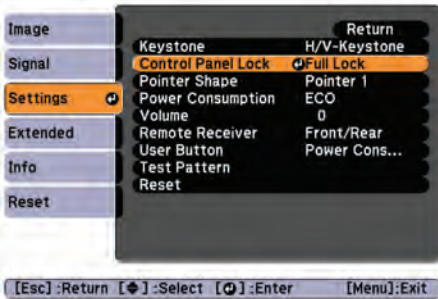 Image
Signal
Settings
Extended
Info
Reset
Return
Keystone H/V-Keystone
Control Panel Lock Full Lock
Pointer Shape Pointer 1
Power Consumption ECO
Volume 0
Remote Receiver Front/Rear
User Button Power Cons...
Test Pattern
Reset
[Esc] :Return [ ] :Select [ ] :Enter [Menu]:Exit